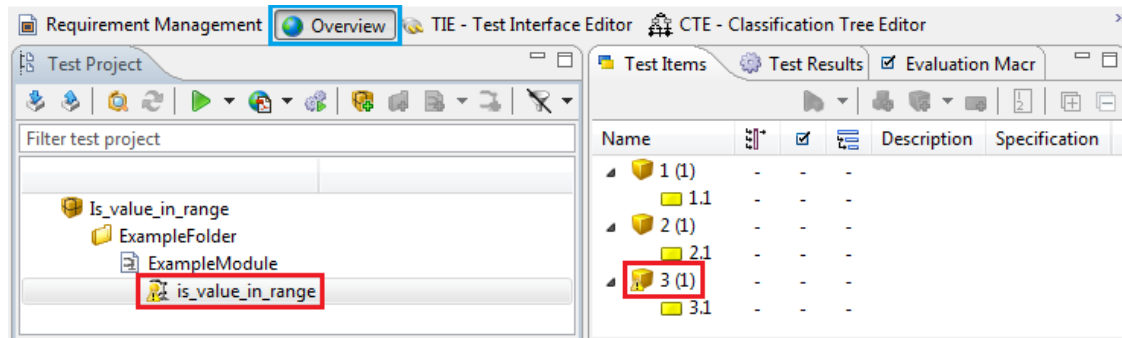 Requirement Management Overview TIE - Test Interface Editor CTE - Classification Tree Editor
Test Project
Filter test project
Is_value_in_range
ExampleFolder
ExampleModule
is_value_in_range
Test Items Test Results Evaluation Macr
Name Description Specification
1 (1) - - -
1.1 - - -
2 (1) - - -
2.1 - - -
3 (1) - - -
3.1 - - -